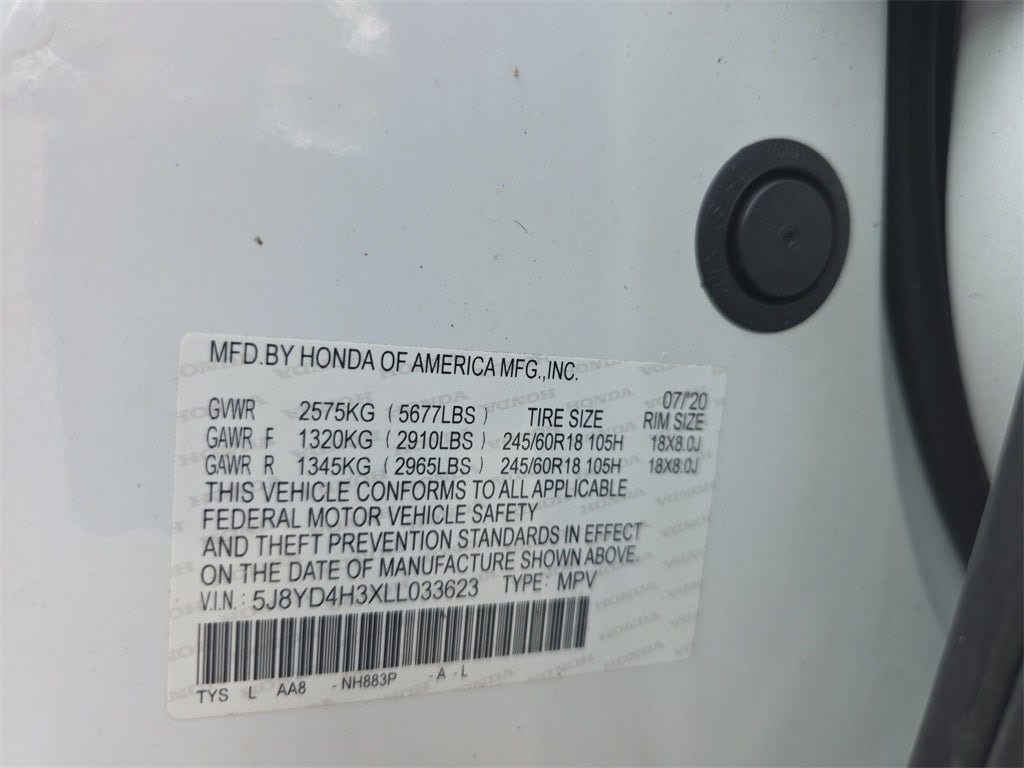 MFD.BY HONDA OF AMERICA MFG.,INC.
07/'20
GVWR 2575KG (5677LBS) TIRE SIZE RIM SIZE
GAWR F 1320KG (2910LBS) 245/60R18 105H 18X8.0J
GAWR R 1345KG (2965LBS) 245/60R18 105H 18X8.0J
THIS VEHICLE CONFORMS TO ALL APPLICABLE
FEDERAL MOTOR VEHICLE SAFETY
AND THEFT PREVENTION STANDARDS IN EFFECT
ON THE DATE OF MANUFACTURE SHOWN ABOVE.
V.I.N.: 5J8YD4H3XLL033623 TYPE: MPV
TYS L AA8 -NH883P -A -L